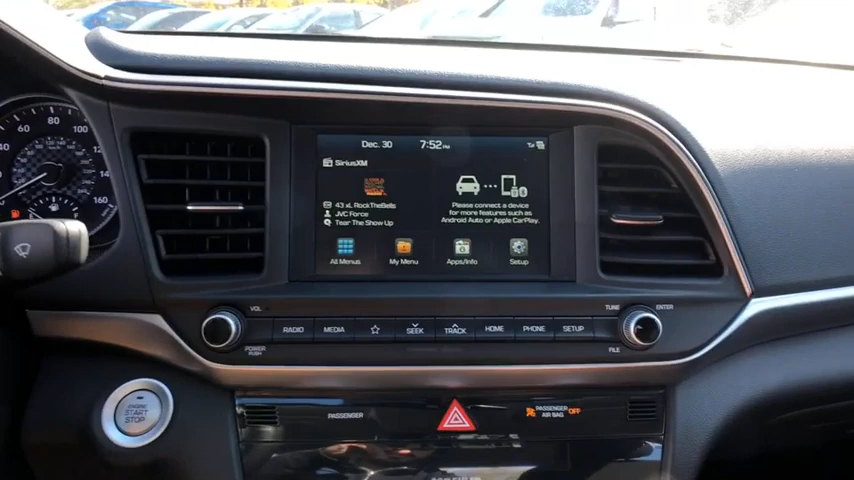 Dec. 30
7:52 PM
SiriusXM
43 xL RockTheBells
JVC Force
Tear The Show Up
Please connect a device
for more features such as
Android Auto or Apple CarPlay.
All Menus
My Menu
Apps/Info
Setup
60
80
100
120
140
160
VOL
POWER
PUSH
RADIO
MEDIA
SEEK
TRACK
HOME
PHONE
SETUP
TUNE
ENTER
FILE
ENGINE
START
STOP
PASSENGER
PASSENGER
AIR BAG
OFF